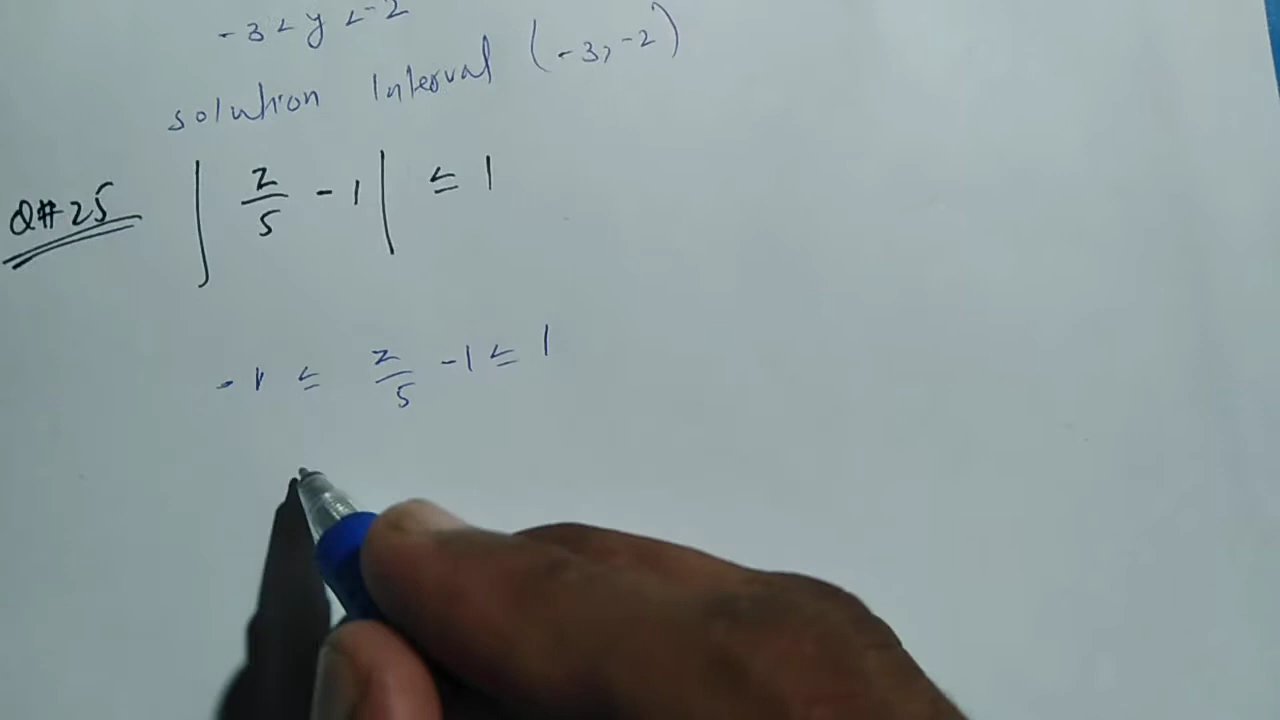 -3 < y < -2
solution Interval (-3, -2)
Q#25 | z/5 - 1 | ≤ 1
-1 ≤ z/5 - 1 ≤ 1